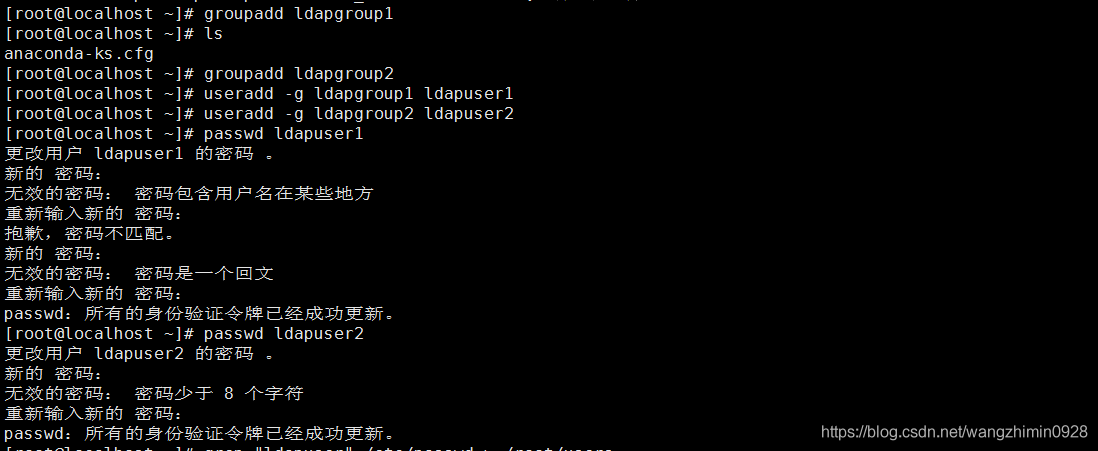 [root@localhost ~]# groupadd ldapgroup1
[root@localhost ~]# ls
anaconda-ks.cfg
[root@localhost ~]# groupadd ldapgroup2
[root@localhost ~]# useradd -g ldapgroup1 ldapuser1
[root@localhost ~]# useradd -g ldapgroup2 ldapuser2
[root@localhost ~]# passwd ldapuser1
更改用户 ldapuser1 的密码 。
新的 密码：
无效的密码： 密码包含用户名在某些地方
重新输入新的 密码：
抱歉，密码不匹配。
新的 密码：
无效的密码： 密码是一个回文
重新输入新的 密码：
passwd：所有的身份验证令牌已经成功更新。
[root@localhost ~]# passwd ldapuser2
更改用户 ldapuser2 的密码 。
新的 密码：
无效的密码： 密码少于 8 个字符
重新输入新的 密码：
passwd：所有的身份验证令牌已经成功更新。
https://blog.csdn.net/wangzhimin0928